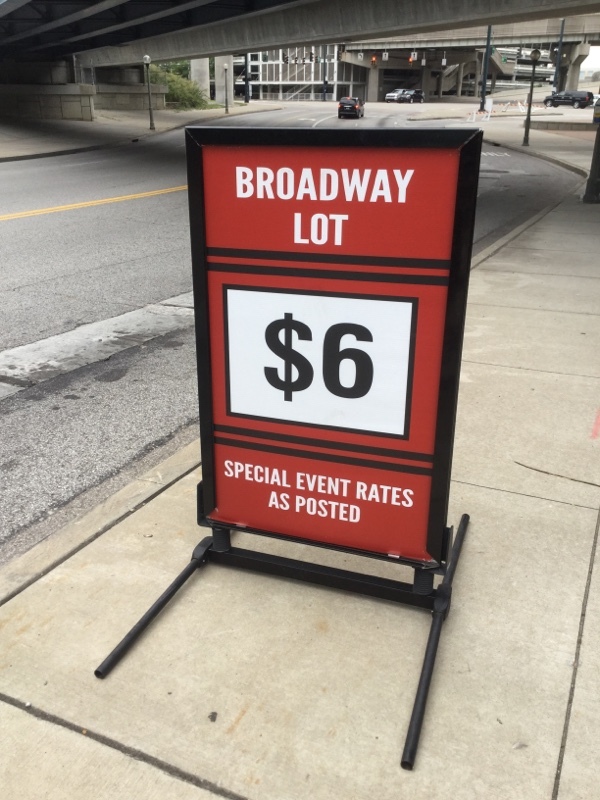 BROADWAY
LOT
$6
SPECIAL EVENT RATES
AS POSTED